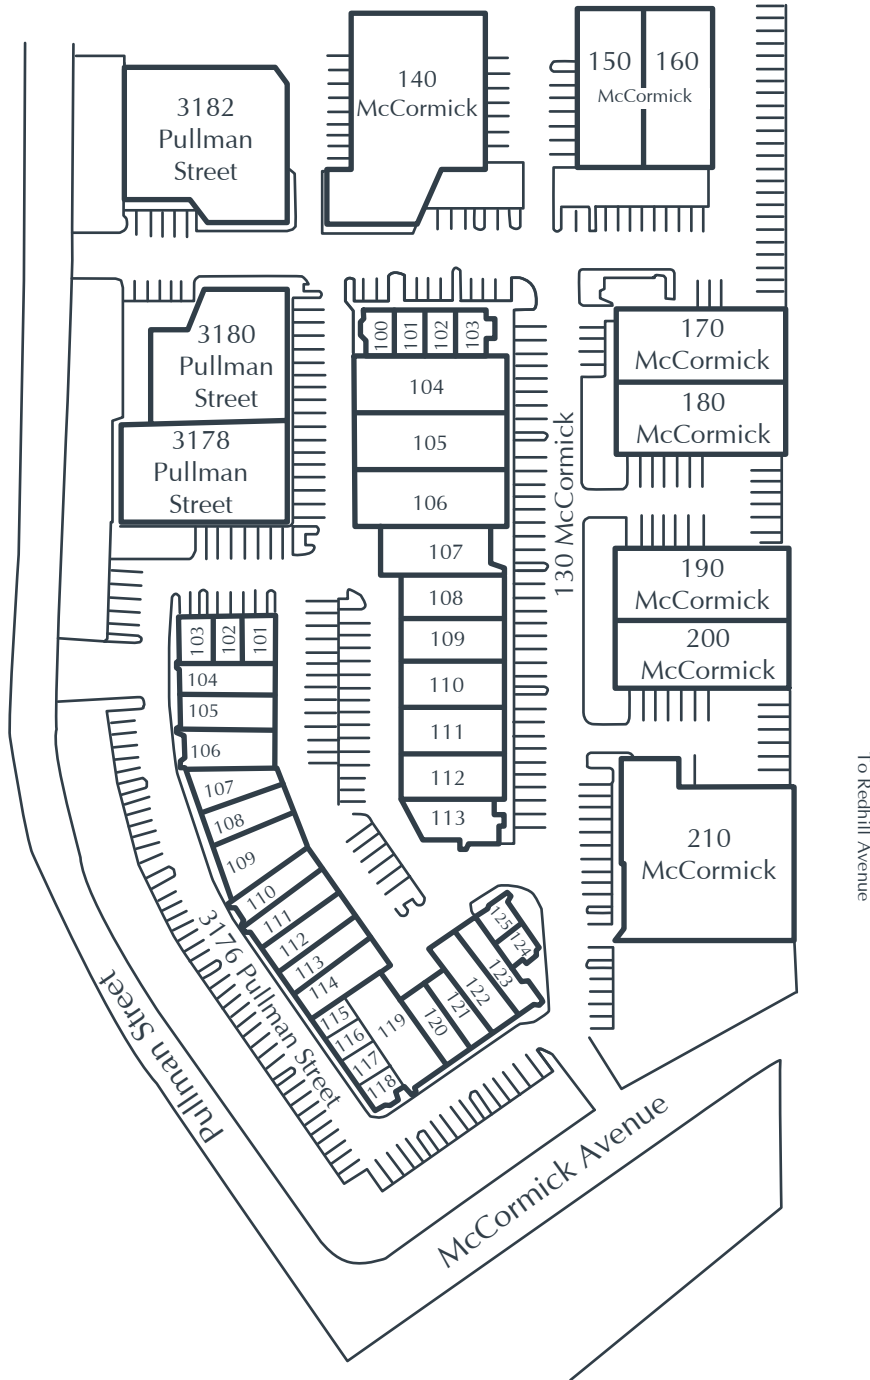 3182
Pullman
Street
140
McCormick
150
160
McCormick
3180
Pullman
Street
3178
Pullman
Street
100
101
102
103
104
105
106
107
108
109
110
111
112
113
130 McCormick
170
McCormick
180
McCormick
190
McCormick
200
McCormick
210
McCormick
To Redhill Avenue
103
102
101
104
105
106
107
108
109
110
111
112
113
114
115
116
117
118
119
120
121
122
123
124
125
3176 Pullman Street
Pullman Street
McCormick Avenue